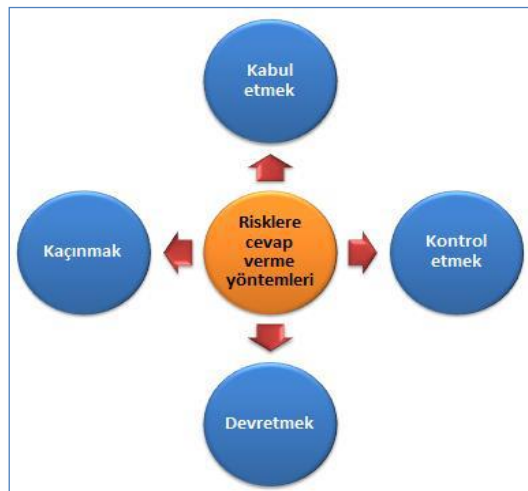 Kabul
etmek
Kaçınmak
Risklere
cevap
verme
yöntemleri
Kontrol
etmek
Devretmek